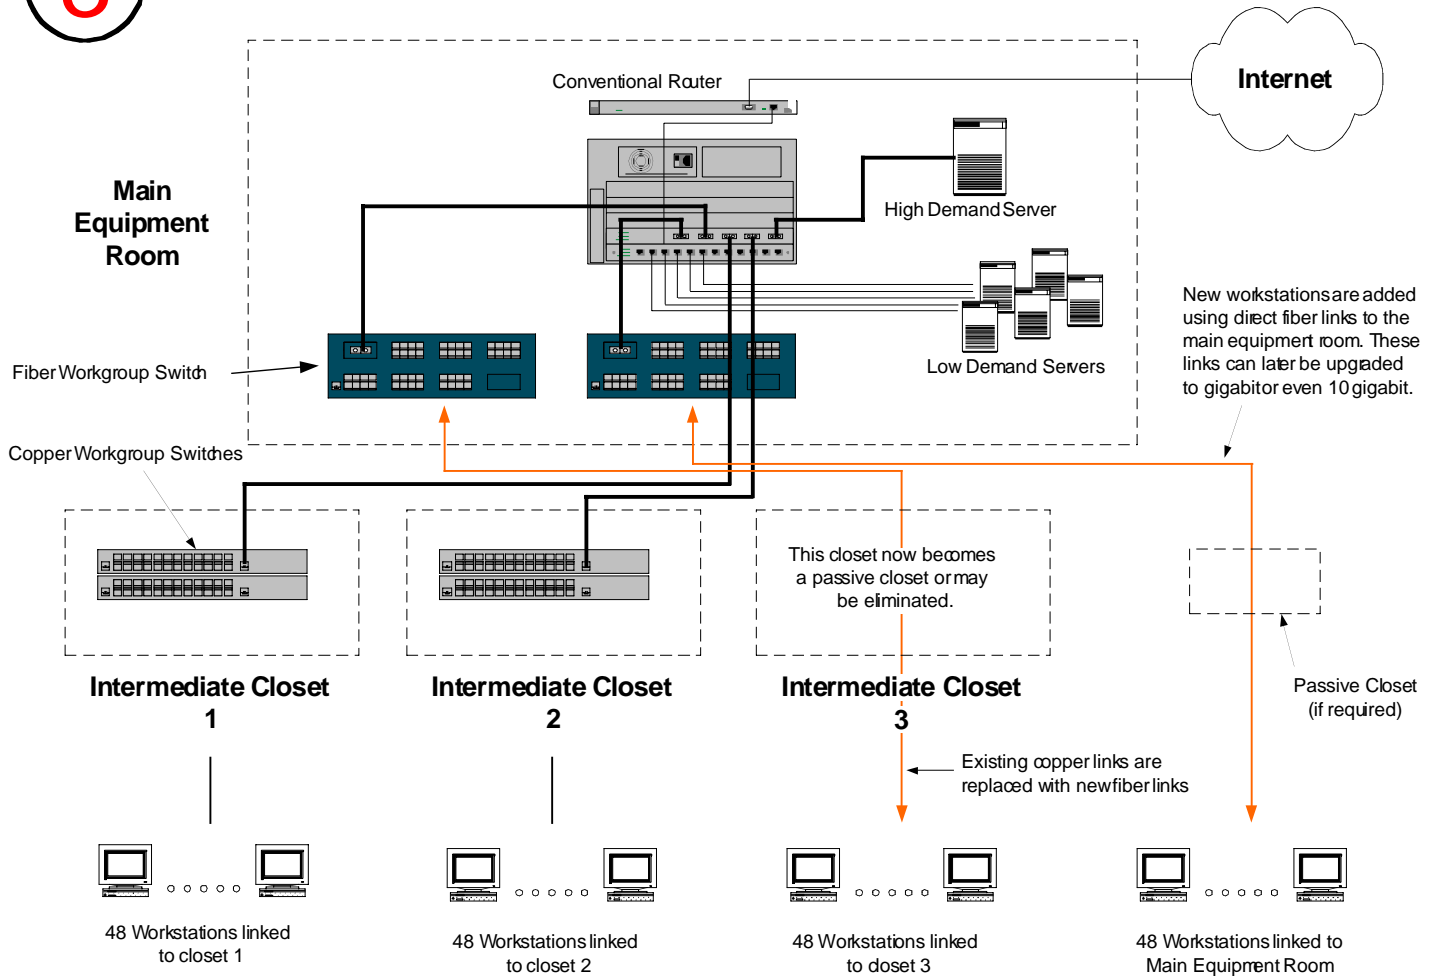 Conventional Router
Internet
Main
Equipment
Room
High Demand Server
New workstations are added
using direct fiber links to the
main equipment room. These
links can later be upgraded
to gigabit or even 10 gigabit.
Low Demand Servers
Fiber Workgroup Switch
Copper Workgroup Switches
This closet now becomes
a passive closet or may
be eliminated.
Intermediate Closet
1
Intermediate Closet
2
Intermediate Closet
3
Passive Closet
(if required)
Existing copper links are
replaced with new fiber links
48 Workstations linked
to closet 1
48 Workstations linked
to closet 2
48 Workstations linked
to closet 3
48 Workstations linked to
Main Equipment Room